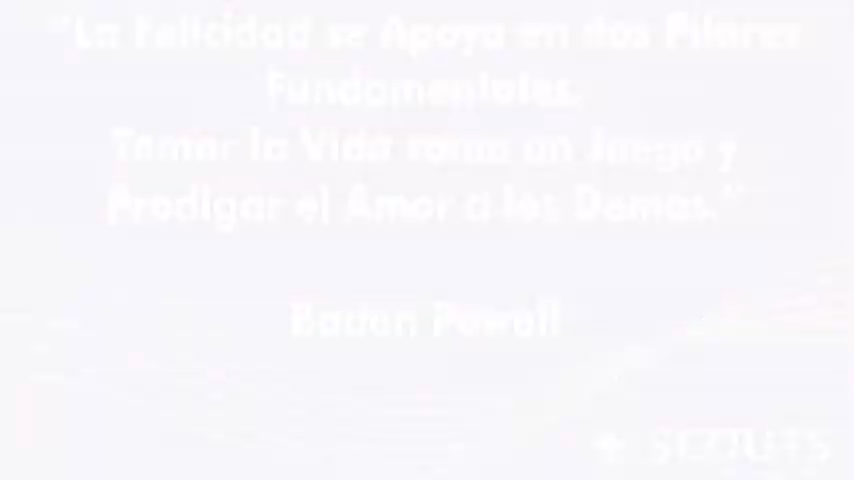 "La Felicidad se Apoya en dos Pilares
Fundamentales.
Tomar la Vida como un Juego y
Prodigar el Amor a los Demas."
Baden Powell
SCOUTS